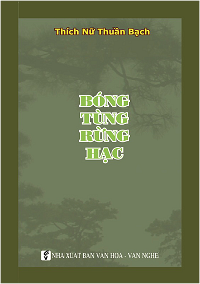 Thích Nữ Thuần Bạch
BÓNG
TÙNG
RỪNG
HẠC
NHÀ XUẤT BẢN VĂN HÓA - VĂN NGHỆ